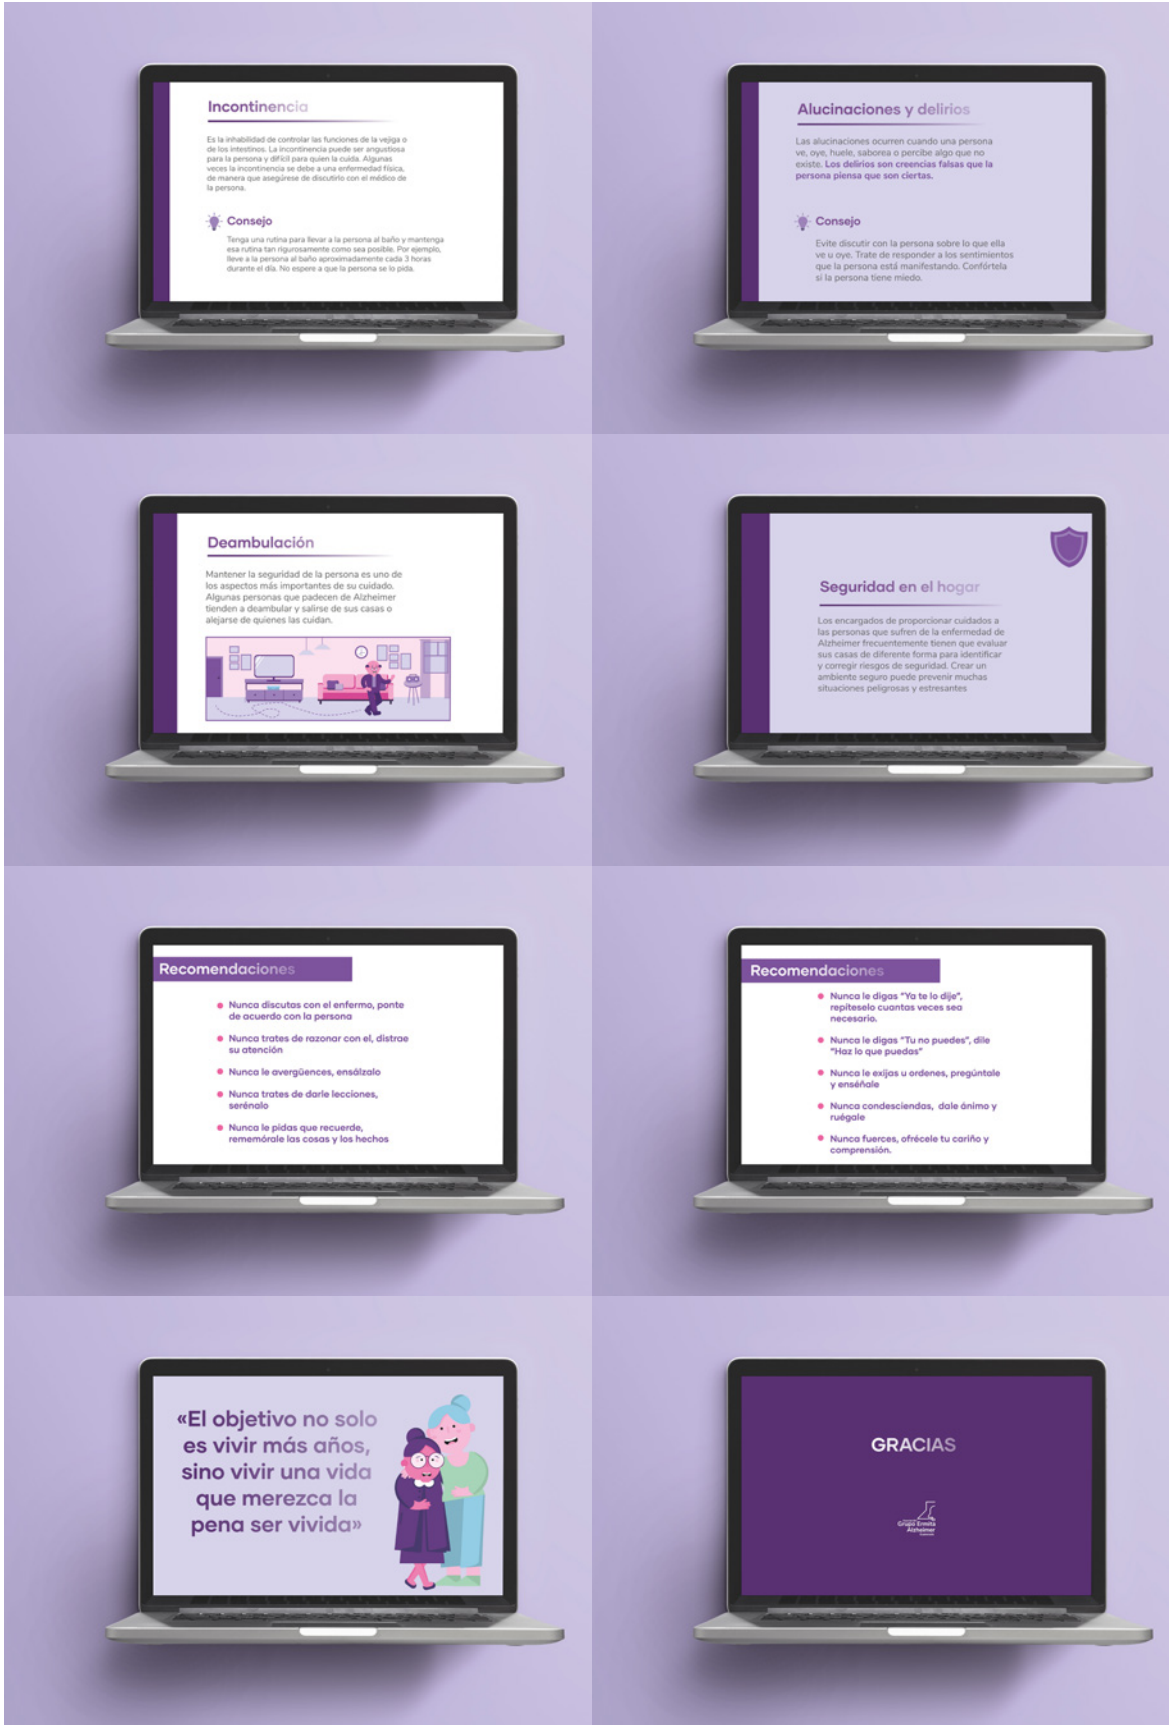 Incontinencia
Es la inhabilidad de controlar las funciones de la vejiga o
de los intestinos. La incontinencia puede ser angustiosa
para la persona y difícil para quien la cuida. Algunas
veces la incontinencia se debe a una enfermedad física,
de manera que asegúrese de discutirlo con el médico de
la persona.
Consejo
Tenga una rutina para llevar a la persona al baño y mantenga
esa rutina tan rigurosamente como sea posible. Por ejemplo,
lleve a la persona al baño aproximadamente cada 3 horas
durante el día. No espere a que la persona se lo pida.
Alucinaciones y delirios
Las alucinaciones ocurren cuando una persona
ve, oye, huele, saborea o percibe algo que no
existe. Los delirios son creencias falsas que la
persona piensa que son ciertas.
Consejo
Evite discutir con la persona sobre lo que ella
ve u oye. Trate de responder a los sentimientos
que la persona está manifestando. Confórtela
si la persona tiene miedo.
Deambulación
Mantener la seguridad de la persona es uno de
los aspectos más importantes de su cuidado.
Algunas personas que padecen de Alzheimer
tienden a deambular y salirse de sus casas o
alejarse de quienes las cuidan.
Seguridad en el hogar
Los encargados de proporcionar cuidados a
las personas que sufren de la enfermedad de
Alzheimer frecuentemente tienen que evaluar
sus casas de diferente forma para identificar
y corregir riesgos de seguridad. Crear un
ambiente seguro puede prevenir muchas
situaciones peligrosas y estresantes
Recomendaciones
Nunca discutas con el enfermo, ponte
de acuerdo con la persona
Nunca trates de razonar con el, distrae
su atención
Nunca le avergüences, ensálzalo
Nunca trates de darle lecciones,
serénalo
Nunca le pidas que recuerde,
rememórale las cosas y los hechos
Recomendaciones
Nunca le digas "Ya te lo dije",
repíteselo cuantas veces sea
necesario.
Nunca le digas "Tu no puedes", dile
"Haz lo que puedas"
Nunca le exijas u ordenes, pregúntale
y enséñale
Nunca condesciendas, dale ánimo y
ruégale
Nunca fuerces, ofrécele tu cariño y
comprensión.
«El objetivo no solo
es vivir más años,
sino vivir una vida
que merezca la
pena ser vivida»
GRACIAS
Grupo Ermita
Alzheimer